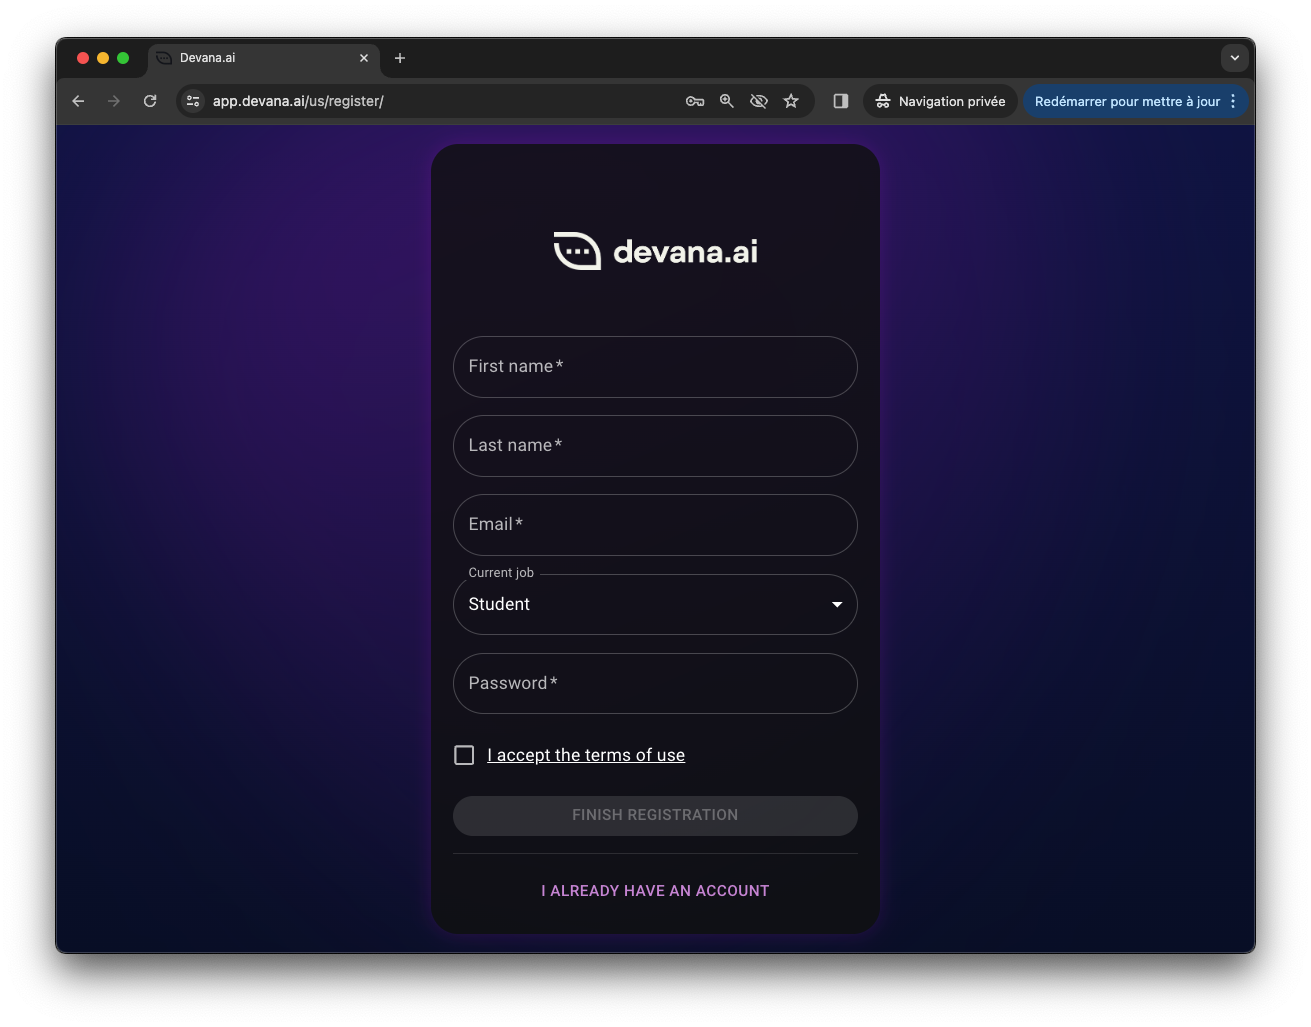 Devana.ai
app.devana.ai/us/register/
Navigation privée
Redémarrer pour mettre à jour
devana.ai
First name*
Last name*
Email*
Current job
Student
Password*
I accept the terms of use
FINISH REGISTRATION
I ALREADY HAVE AN ACCOUNT